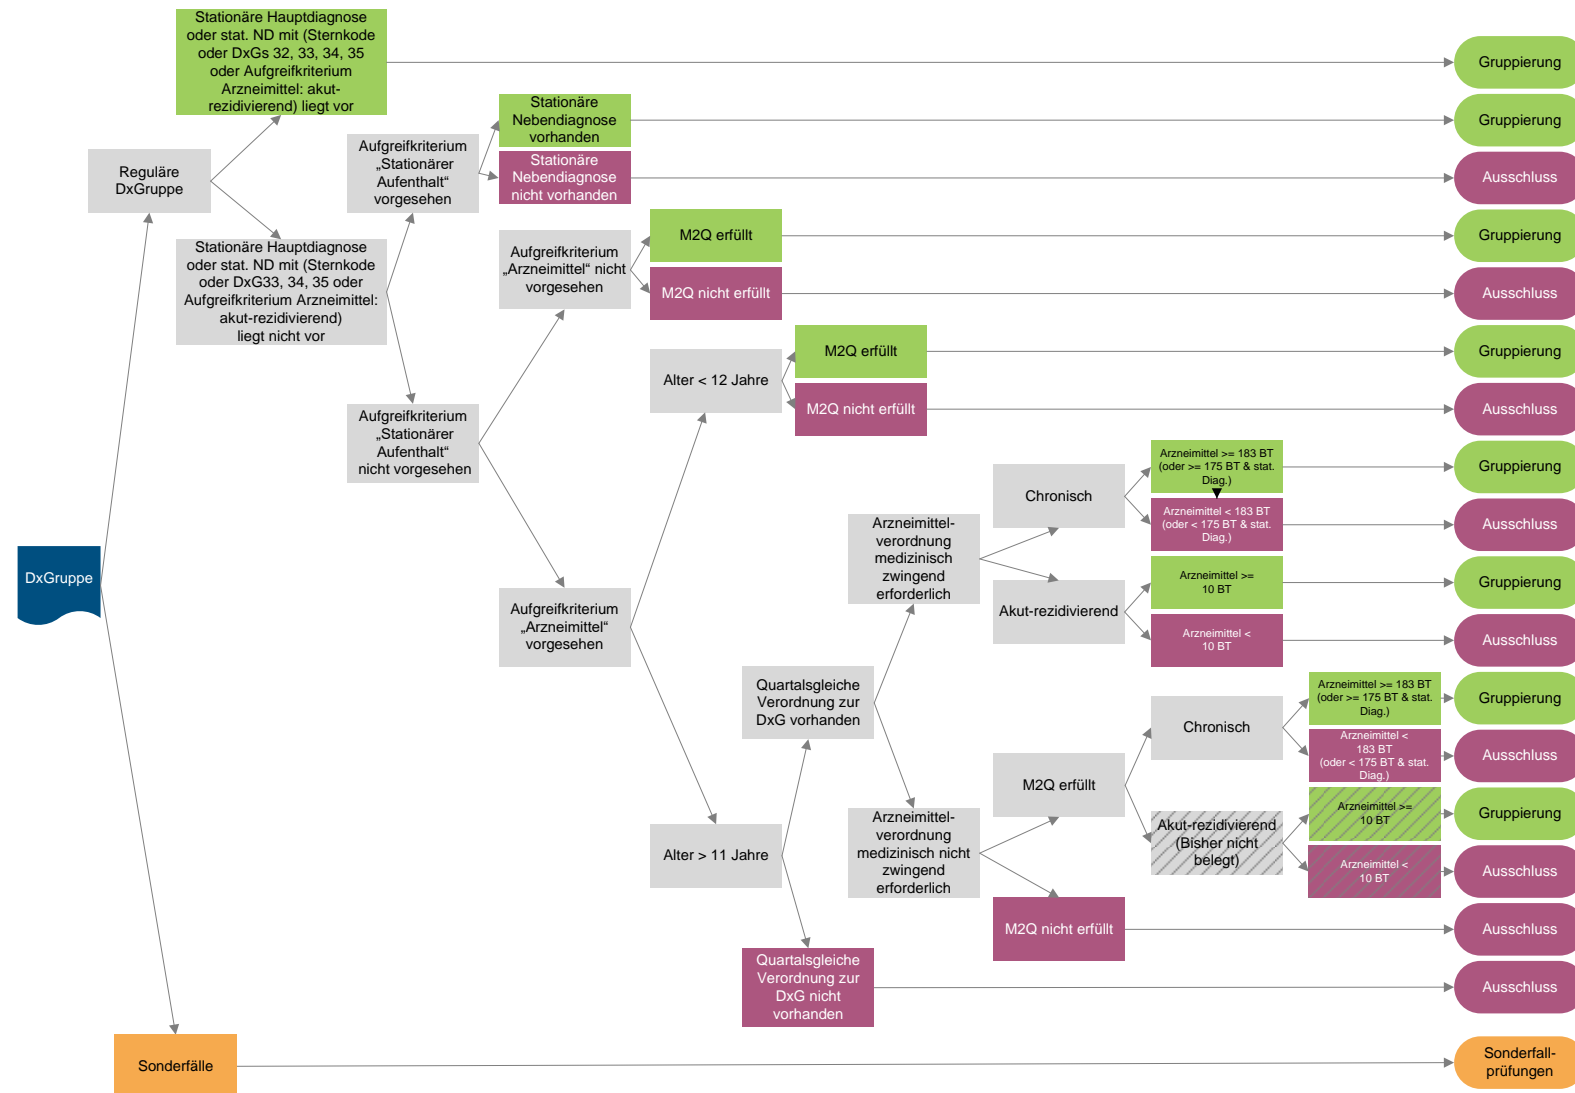 Stationäre Hauptdiagnose
oder stat. ND mit (Sternkode
oder DxGs 32, 33, 34, 35
oder Aufgreifkriterium
Arzneimittel: akut-
rezidivierend) liegt vor
Gruppierung
Stationäre
Nebendiagnose
vorhanden
Gruppierung
Aufgreifkriterium
„Stationärer
Aufenthalt“
vorgesehen
Reguläre
DxGruppe
Stationäre
Nebendiagnose
nicht vorhanden
Ausschluss
Stationäre Hauptdiagnose
oder stat. ND mit (Sternkode
oder DxG33, 34, 35 oder
Aufgreifkriterium Arzneimittel:
akut-rezidivierend)
liegt nicht vor
Aufgreifkriterium
„Arzneimittel“ nicht
vorgesehen
M2Q erfüllt
Gruppierung
M2Q nicht erfüllt
Ausschluss
M2Q erfüllt
Gruppierung
Alter < 12 Jahre
M2Q nicht erfüllt
Ausschluss
Aufgreifkriterium
„Stationärer
Aufenthalt“
nicht vorgesehen
Arzneimittel >= 183 BT
(oder >= 175 BT & stat.
Diag.)
Gruppierung
Chronisch
Arzneimittel < 183 BT
(oder < 175 BT & stat.
Diag.)
Ausschluss
Arzneimittel-
verordnung
medizinisch
zwingend
erforderlich
DxGruppe
Arzneimittel >=
10 BT
Gruppierung
Akut-rezidivierend
Aufgreifkriterium
„Arzneimittel“
vorgesehen
Arzneimittel <
10 BT
Ausschluss
Quartalsgleiche
Verordnung zur
DxG vorhanden
Arzneimittel >= 183 BT
(oder >= 175 BT & stat.
Diag.)
Gruppierung
Chronisch
Arzneimittel <
183 BT
(oder < 175 BT & stat.
Diag.)
Ausschluss
M2Q erfüllt
Arzneimittel >=
10 BT
Gruppierung
Akut-rezidivierend
(Bisher nicht
belegt)
Arzneimittel-
verordnung
medizinisch nicht
zwingend
erforderlich
Alter > 11 Jahre
Arzneimittel <
10 BT
Ausschluss
M2Q nicht erfüllt
Ausschluss
Quartalsgleiche
Verordnung zur
DxG nicht
vorhanden
Ausschluss
Sonderfälle
Sonderfall-
prüfungen